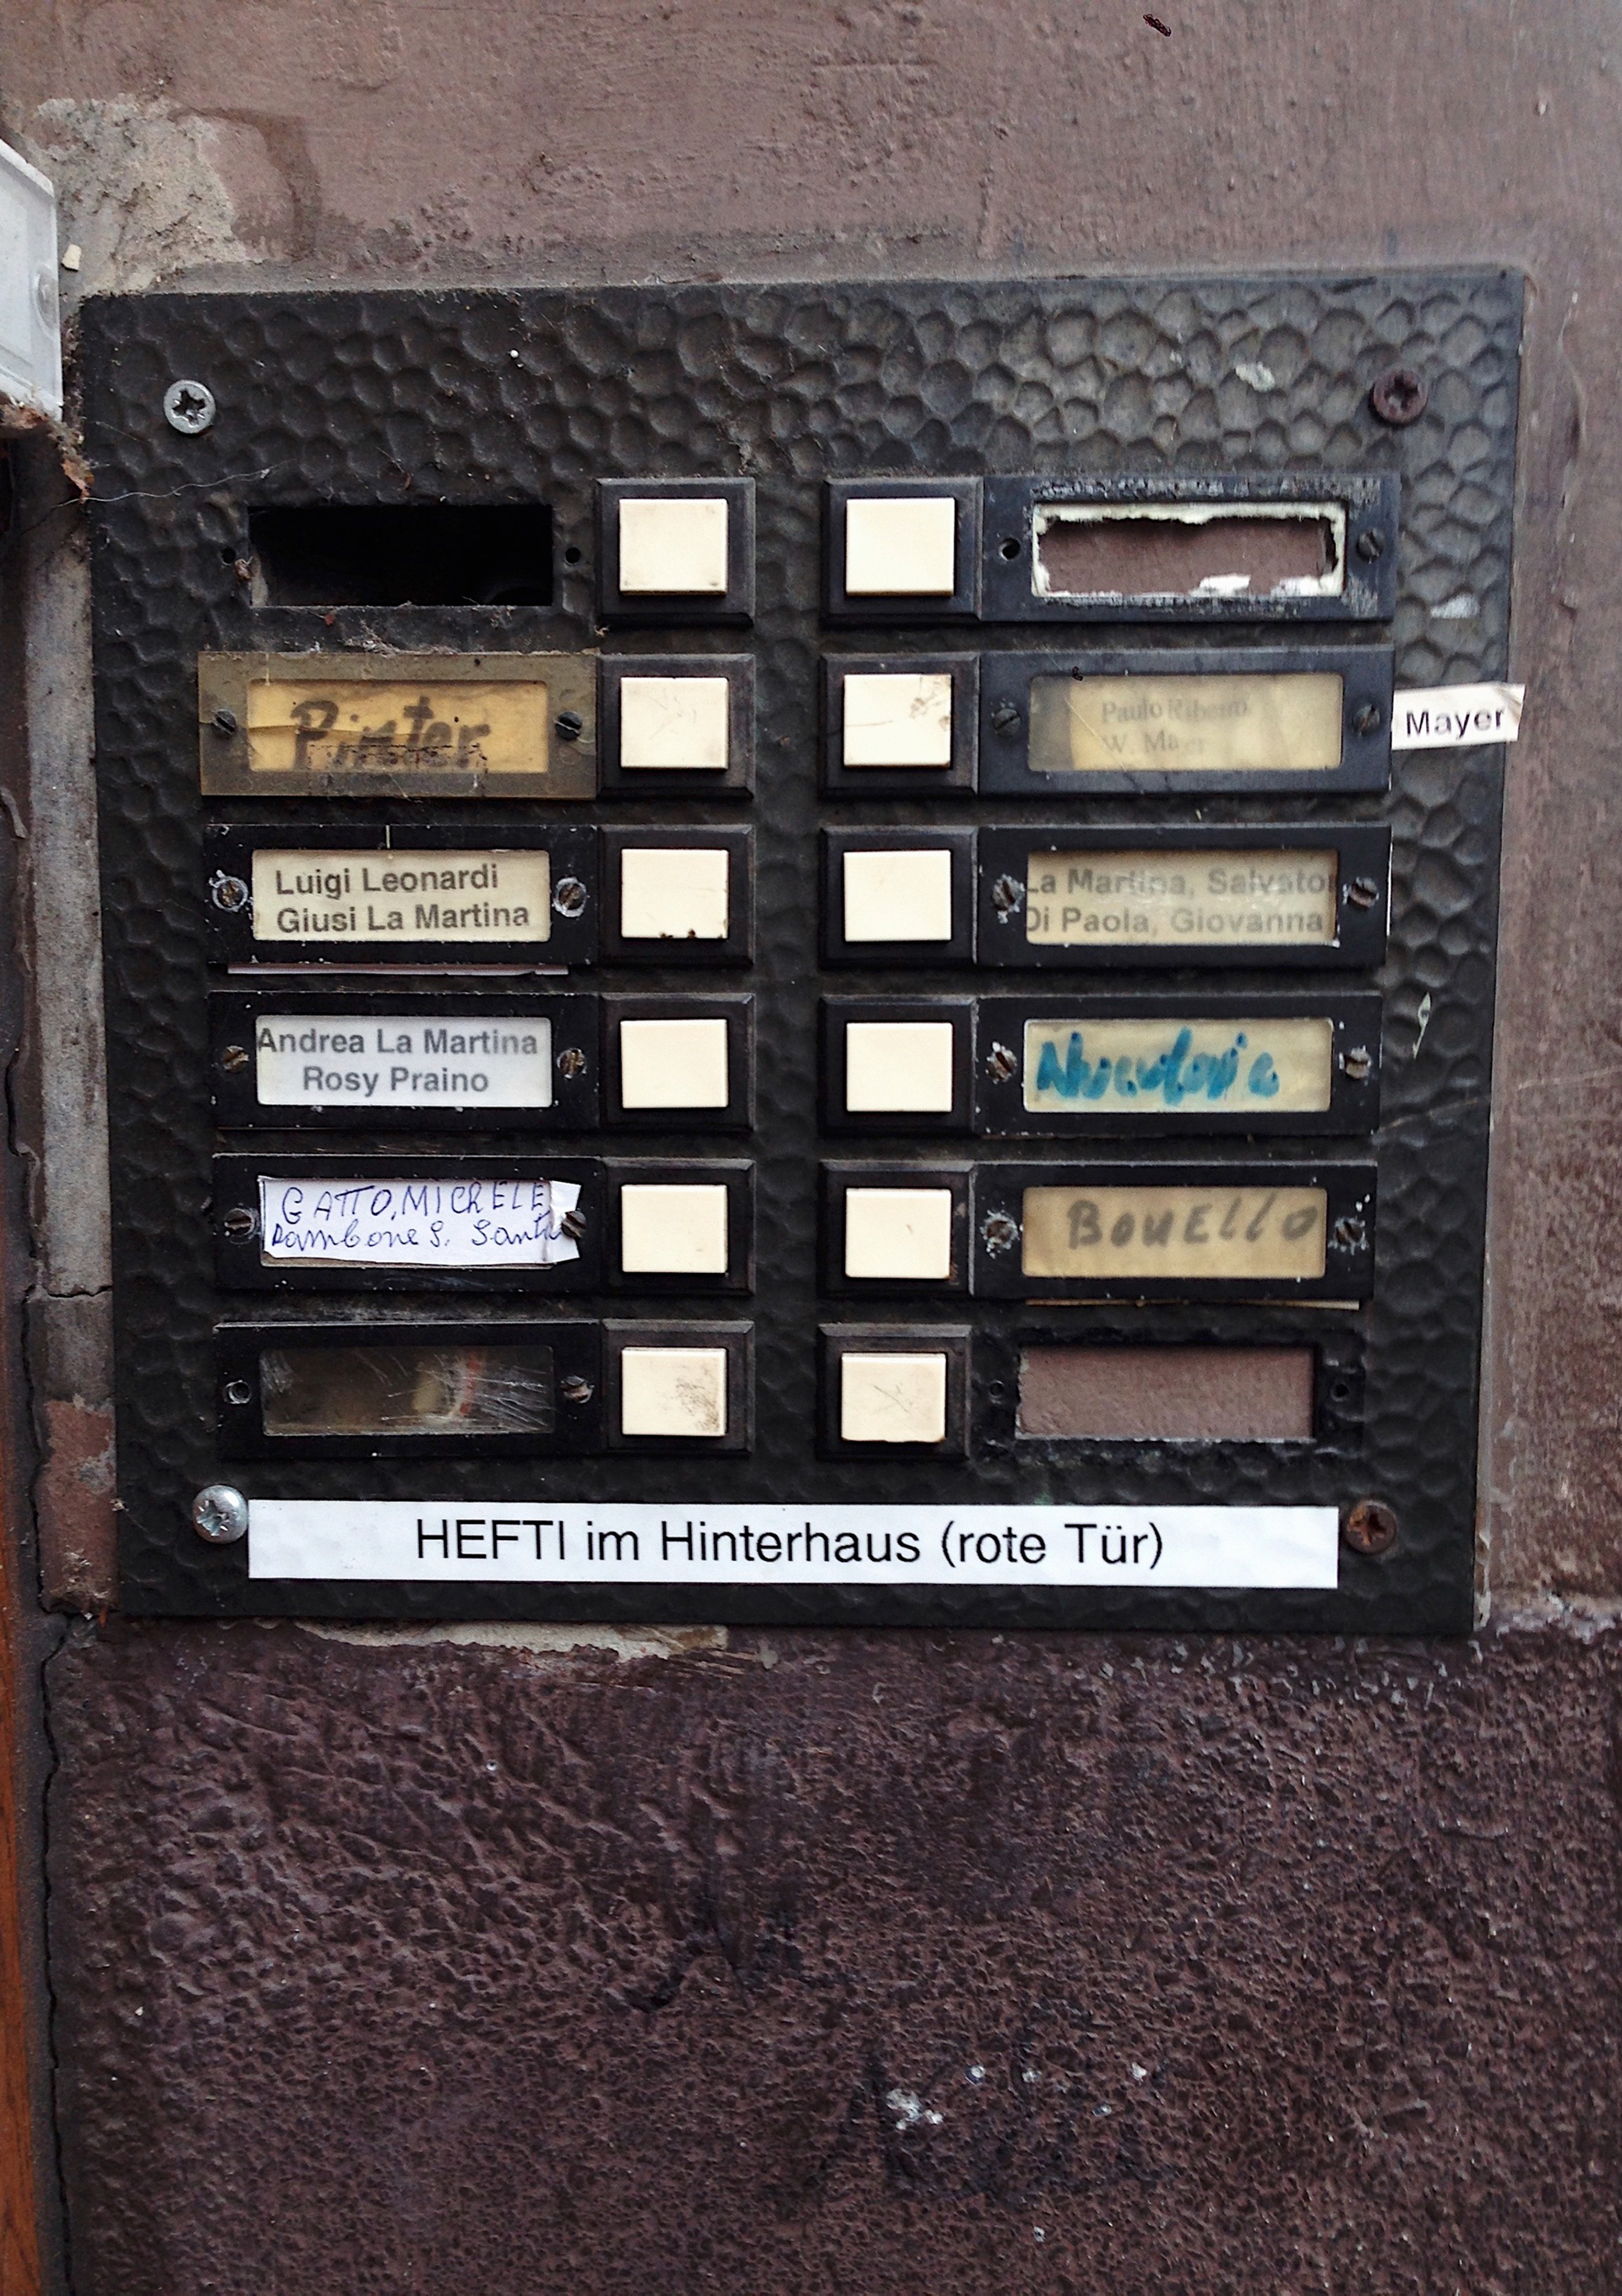 Pinter
Luigi Leonardi
Giusi La Martina
Andrea La Martina
Rosy Praino
GATTO, MICHELE
Paulo Ribeiro
W. Mayer
Mayer
La Martina, Salvator
Di Paola, Giovanna
BOUELLO
HEFTI im Hinterhaus (rote Tür)